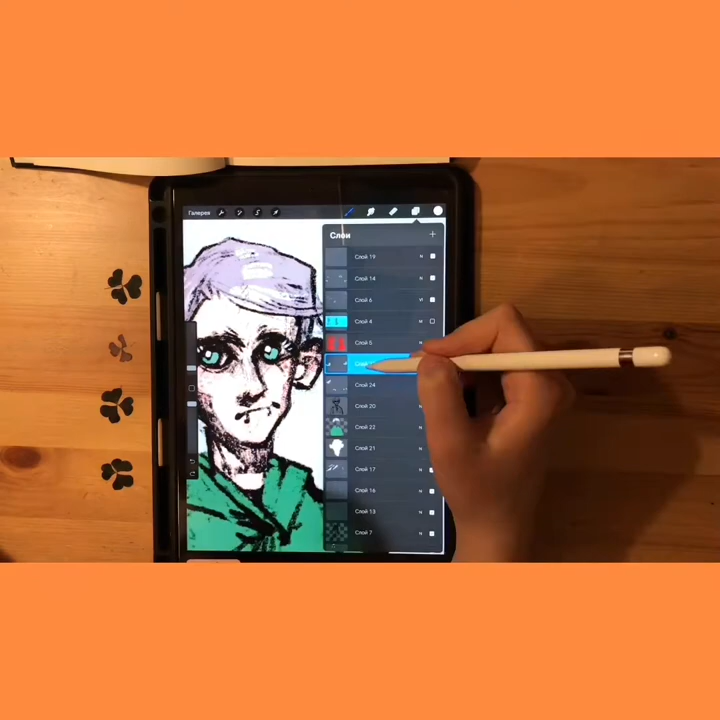 Галерея
Слои
Слой 19 N
Слой 14 N
Слой 6
Слой 4
Слой 5
Слой 24
Слой 20
Слой 22
Слой 21
Слой 17
Слой 16
Слой 13
Слой 7 N